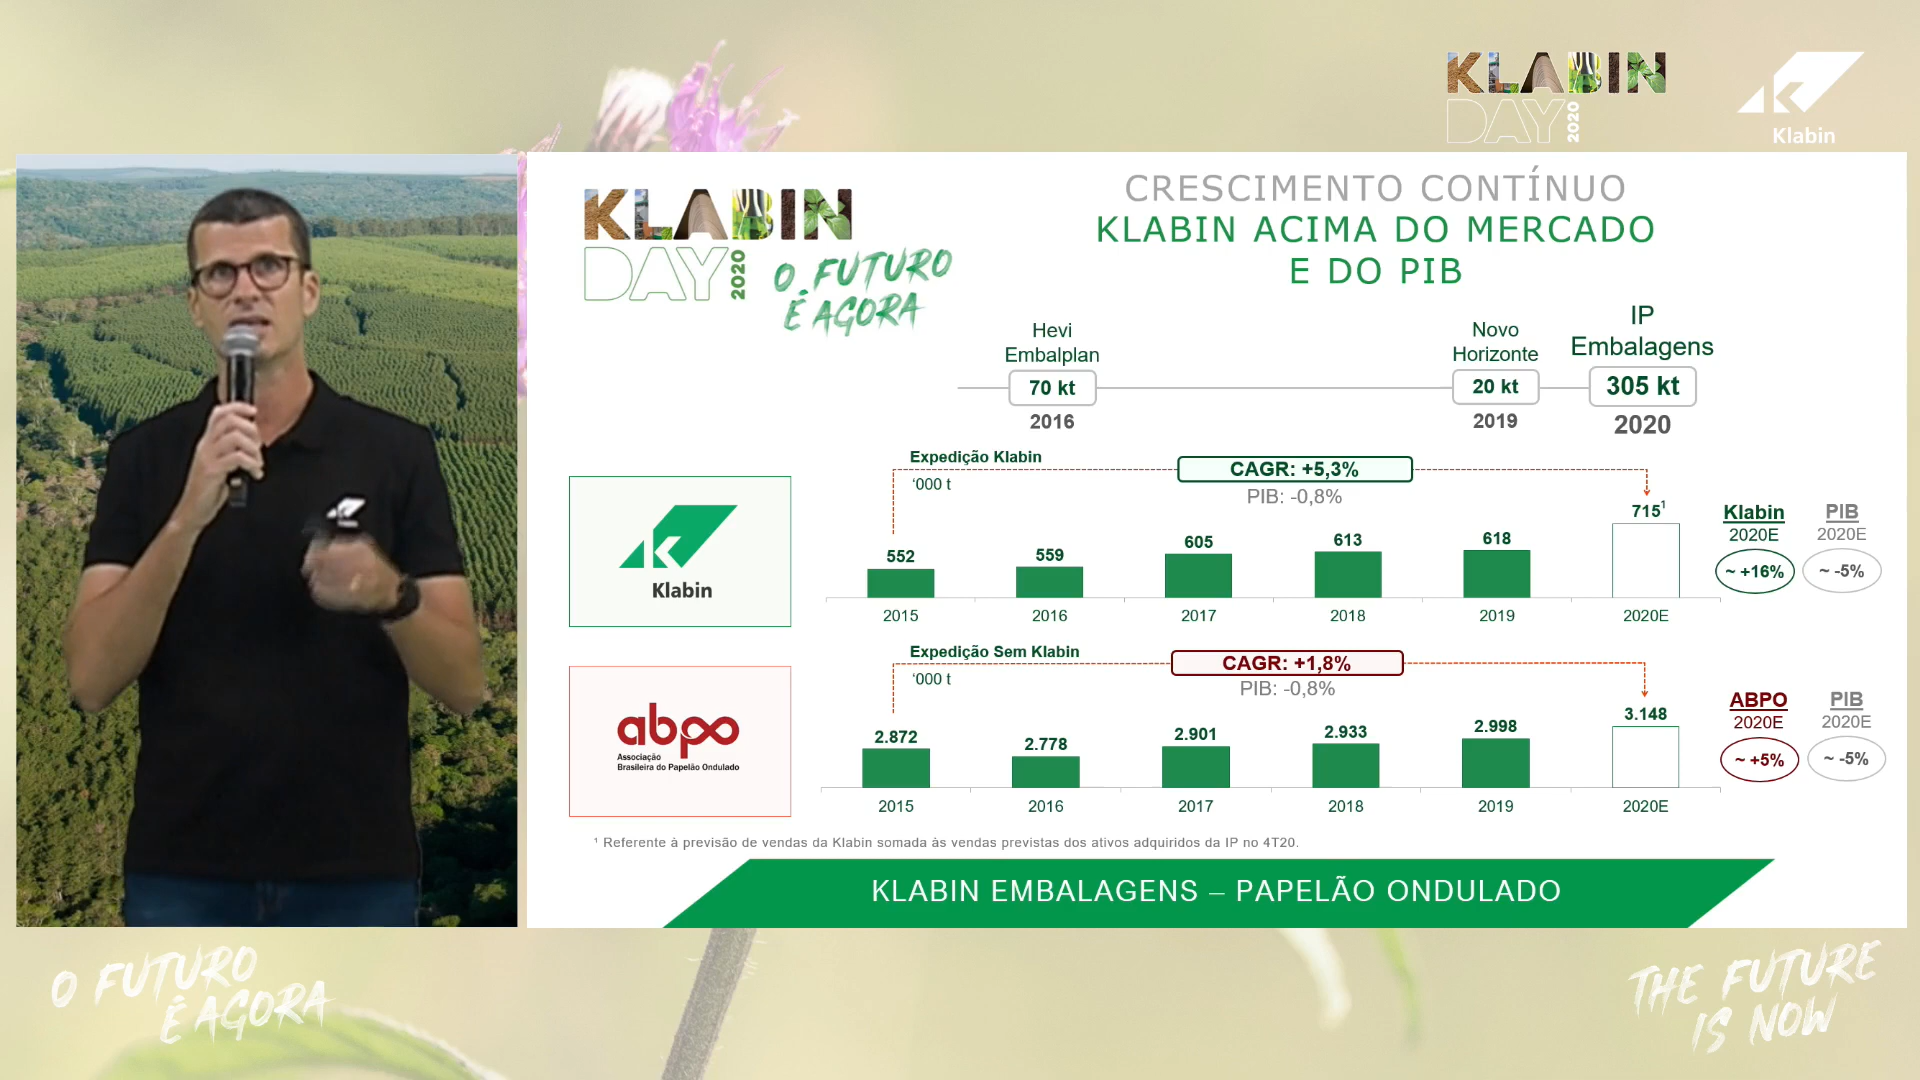 KLABIN
DAY 2020
Klabin
KLABIN
DAY 2020
O FUTURO
É AGORA
CRESCIMENTO CONTÍNUO
KLABIN ACIMA DO MERCADO
E DO PIB
Hevi
Embalplan
70 kt
2016
Novo
Horizonte
20 kt
2019
IP
Embalagens
305 kt
2020
Klabin
Expedição Klabin
‘000 t
CAGR: +5,3%
PIB: -0,8%
552
559
605
613
618
715¹
2015
2016
2017
2018
2019
2020E
Klabin
2020E
~ +16%
PIB
2020E
~ -5%
abpo
Associação
Brasileira do Papelão Ondulado
Expedição Sem Klabin
‘000 t
CAGR: +1,8%
PIB: -0,8%
2.872
2.778
2.901
2.933
2.998
3.148
2015
2016
2017
2018
2019
2020E
ABPO
2020E
~ +5%
PIB
2020E
~ -5%
¹ Referente à previsão de vendas da Klabin somada às vendas previstas dos ativos adquiridos da IP no 4T20.
KLABIN EMBALAGENS – PAPELÃO ONDULADO
O FUTURO
É AGORA
THE FUTURE
IS NOW